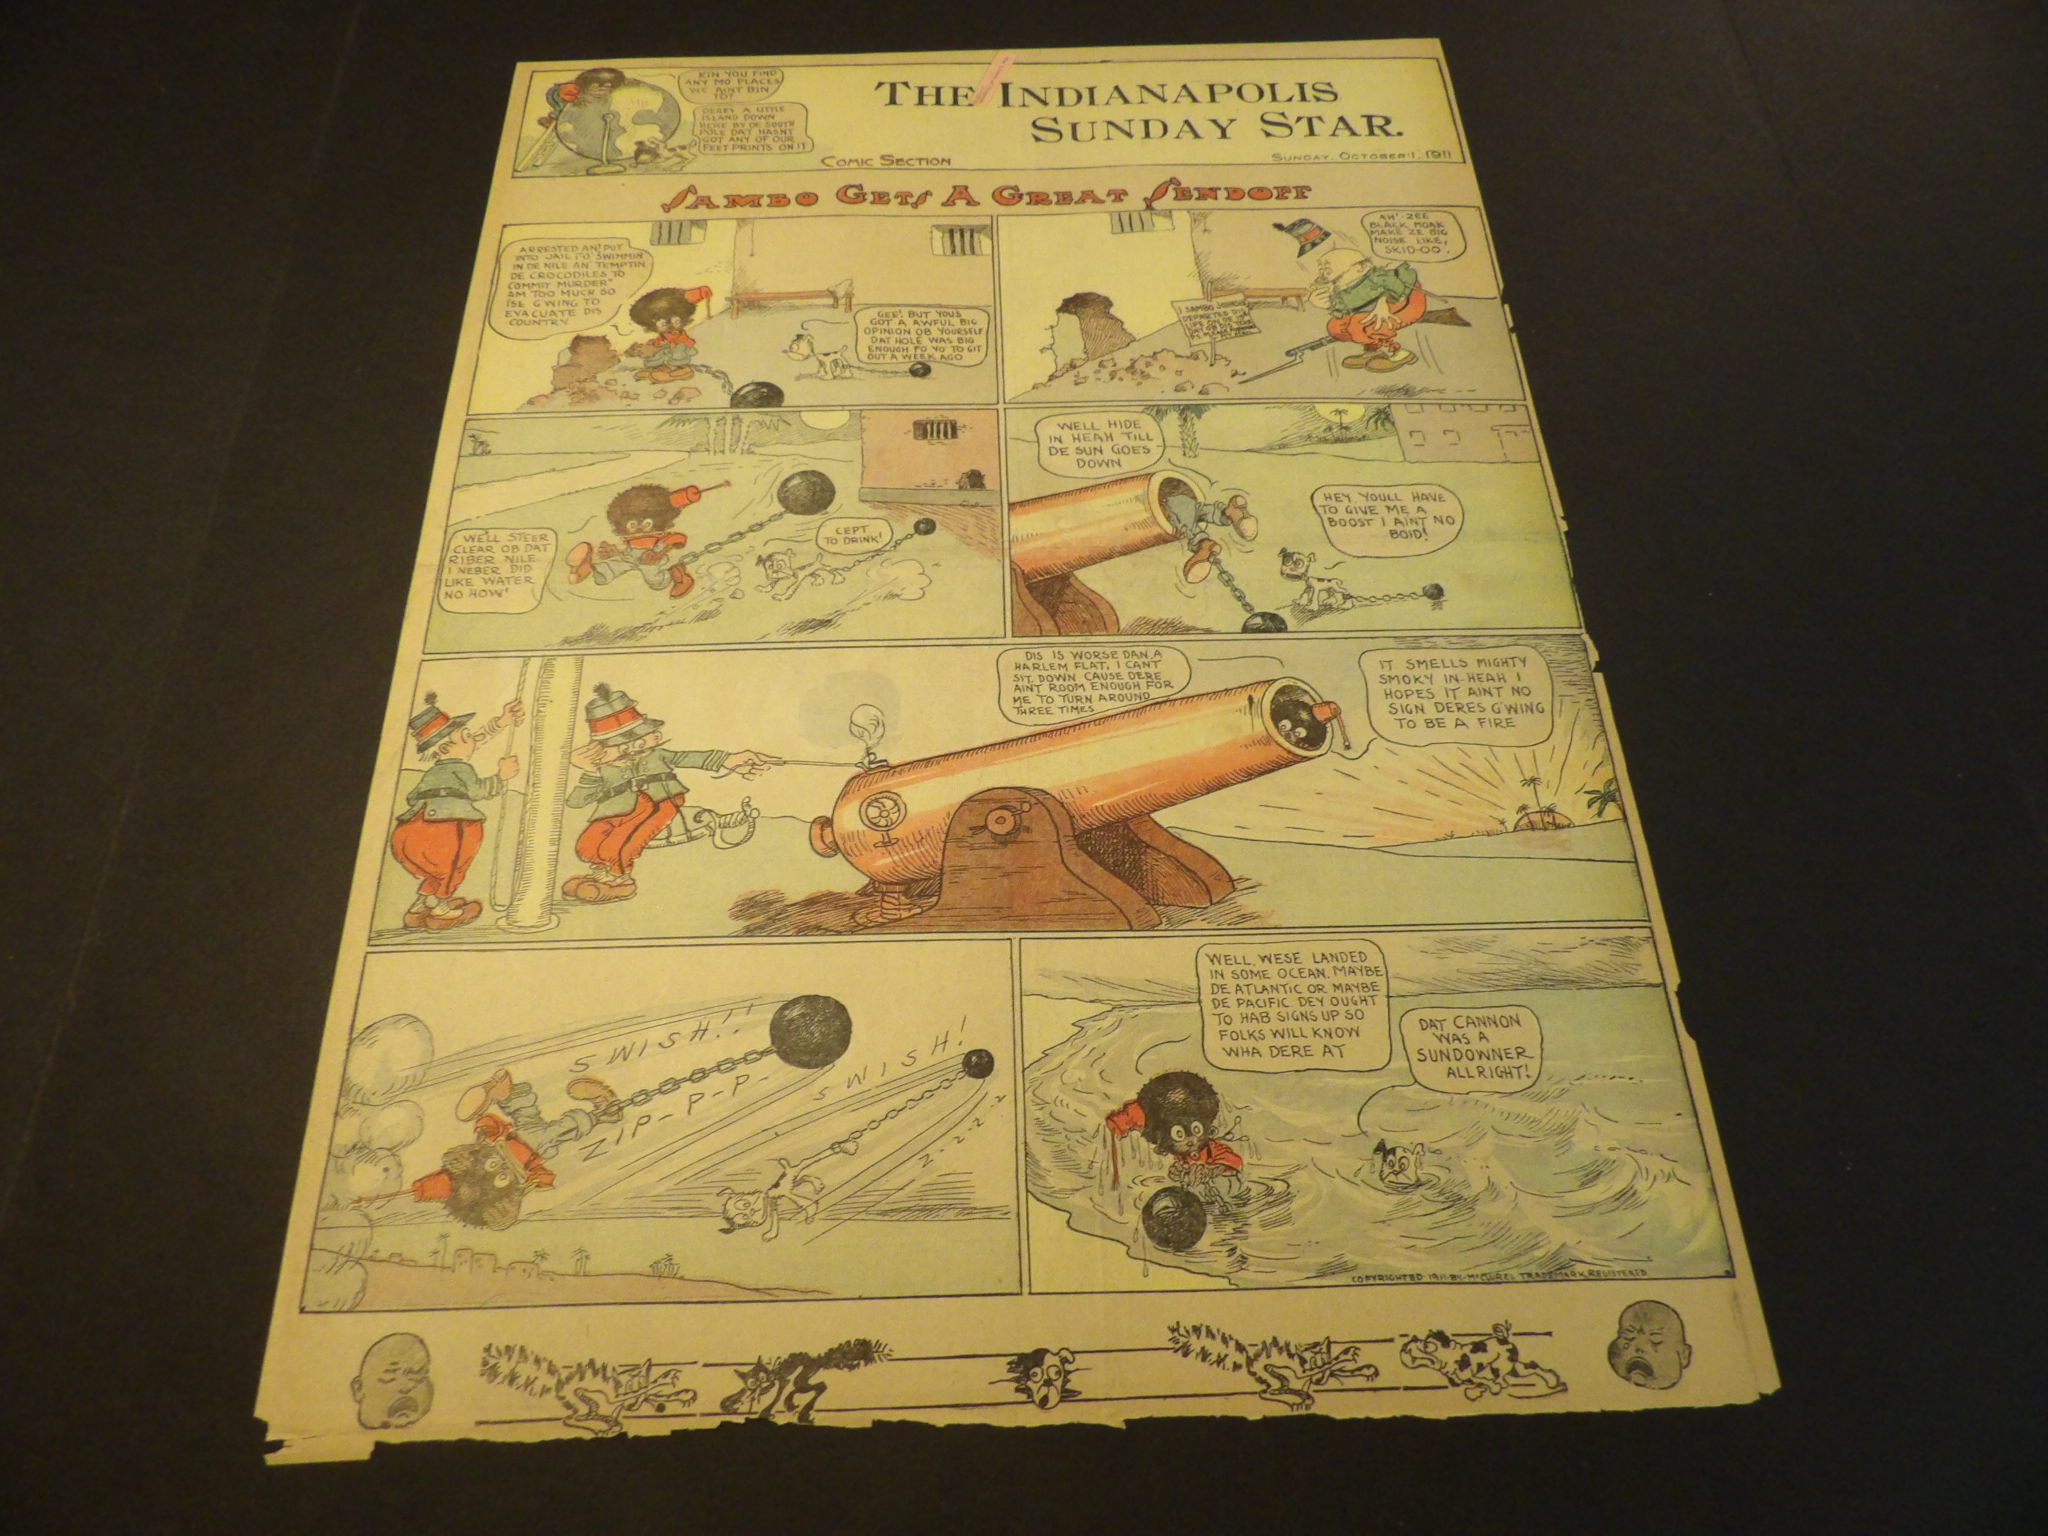 KIN YOU FIND
ANY MO PLACES
WE AINT BIN
TO?
DERES A LITTLE
ISLAND DOWN
HERE BY DE SOUTH
POLE DAT HASNT
GOT ANY OF OUR
FEET PRINTS ON IT
THE INDIANAPOLIS
SUNDAY STAR.
COMIC SECTION
SUNDAY, OCTOBER 1, 1911
SAMBO GETS A GREAT SENDOFF
ARRESTED AN' PUT
INTO JAIL FO' SWIMMIN'
IN DE NILE AN' TEMPTIN
DE CROCODILES TO
COMMIT MURDER"
AM TOO MUCH SO
ISE G'WING TO
EVACUATE DIS
COUNTRY
GEE! BUT YOUS
GOT A AWFUL BIG
OPINION OB YOURSELF
DAT HOLE WAS BIG
ENOUGH FO YO TO GIT
OUT A WEEK AGO
I SAMBO JOHNSIN
DEPARTED DIS
LIFE ON DE
AH! ZEE
BLACK MOAK
MAKE ZE BIG
NOISE LIKE,
SKID-OO!
WE'LL STEER
CLEAR OB DAT
RIBER NILE
I NEBER DID
LIKE WATER
NO HOW!
CEPT
TO DRINK!
WELL HIDE
IN HEAH TILL
DE SUN GOES
DOWN
HEY YOULL HAVE
TO GIVE ME A
BOOST I AINT NO
BOID!
DIS IS WORSE DAN A
HARLEM FLAT, I CANT
SIT DOWN CAUSE DERE
AINT ROOM ENOUGH FOR
ME TO TURN AROUND
THREE TIMES
IT SMELLS MIGHTY
SMOKY IN HEAH I
HOPES IT AINT NO
SIGN DERES G'WING
TO BE A FIRE
SWISH!!
ZIP-P-P-
SWISH!
Z-Z-Z-Z
WELL, WESE LANDED
IN SOME OCEAN. MAYBE
DE ATLANTIC OR MAYBE
DE PACIFIC. DEY OUGHT
TO HAB SIGNS UP SO
FOLKS WILL KNOW
WHA DERE AT
DAT CANNON
WAS A
SUNDOWNER
ALLRIGHT!
COPYRIGHTED 1911 BY McCLURE. TRADEMARK REGISTERED